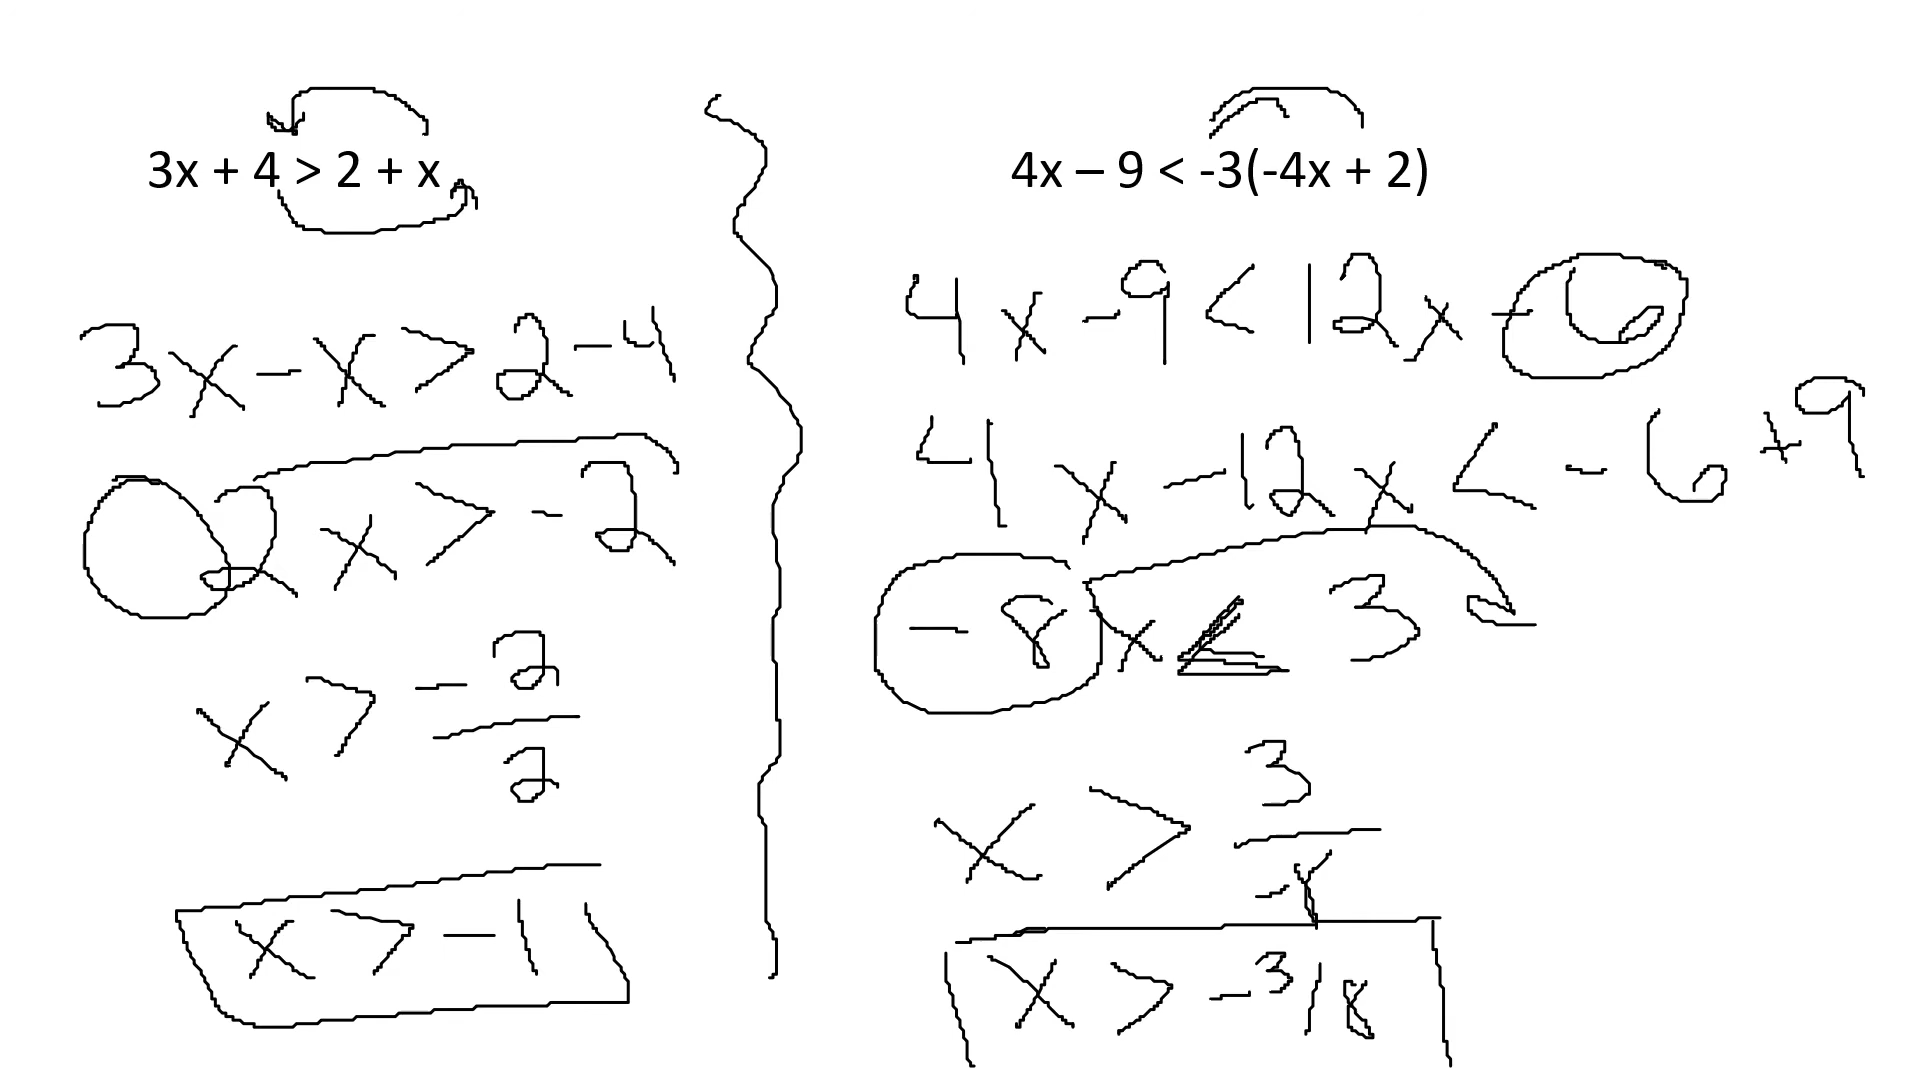 3x + 4 > 2 + x
3x - x > 2 - 4
2x > -2
x > -2/2
x > -1
4x – 9 < -3(-4x + 2)
4x - 9 < 12x - 6
4x - 12x < -6 + 9
-8x < 3
x > 3/-8
x > -3/8